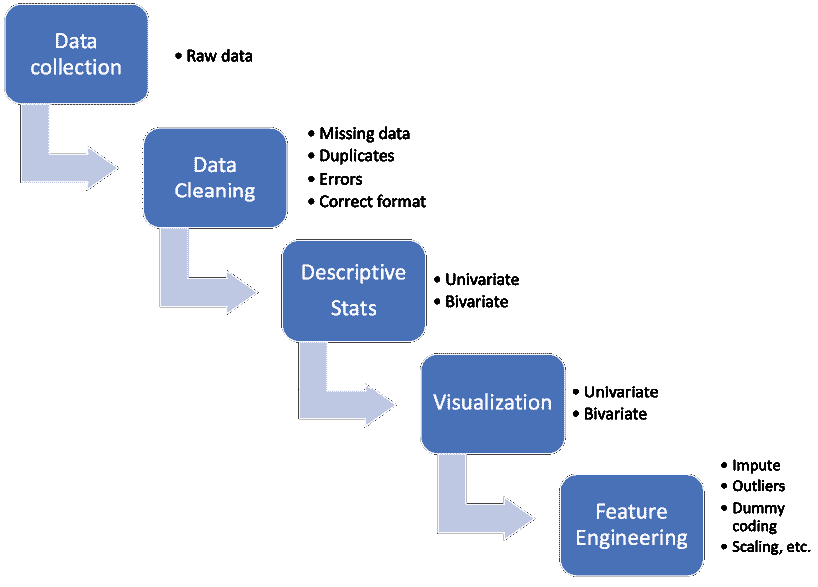 Data
collection
• Raw data
Data
Cleaning
• Missing data
• Duplicates
• Errors
• Correct format
Descriptive
Stats
• Univariate
• Bivariate
Visualization
• Univariate
• Bivariate
Feature
Engineering
• Impute
• Outliers
• Dummy
coding
• Scaling, etc.